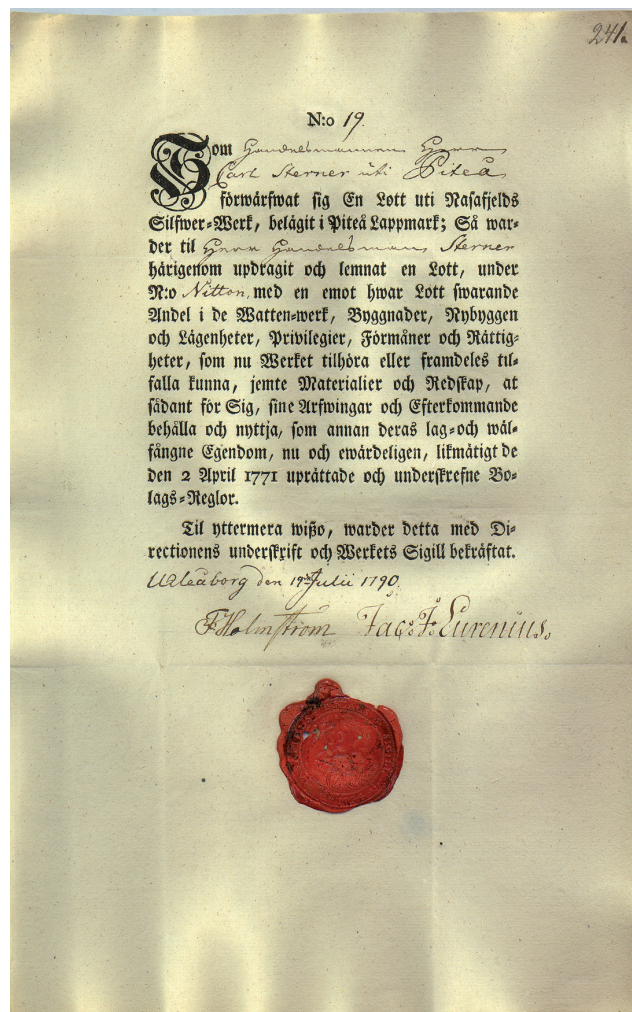 241.
N:o 19.
Som Handelsmannen Herr
Carl Sterner uti Piteå
förwärfwat sig En Lott uti Nasafjelds
Silfwer-Werk, belägit i Piteå Lappmark; Så war-
der til Herr Handelsman Sterner
härigenom updragit och lemnat en Lott, under
N:o Nitton, med en emot hwar Lott swarande
Andel i de Watten-werk, Byggnader, Nybyggen
och Lägenheter, Privilegier, Förmåner och Rättig-
heter, som nu Werket tilhöra eller framdeles til-
falla kunna, jemte Materialier och Redskap, at
sådant för Sig, sine Arfwingar och Efterkommande
behålla och nyttja, som annan deras lag- och wäl-
fångne Egendom, nu och ewärdeligen, likmätigt de
den 2 April 1771 uprättade och underskrefne Bo-
lags-Reglor.
Til yttermera wißo, warder detta med Di-
rectionens underskrift och Werkets Sigill bekräftat.
Uleåborg den 19 Julii 1790.
F Holmström Jac: F: Eurenius.